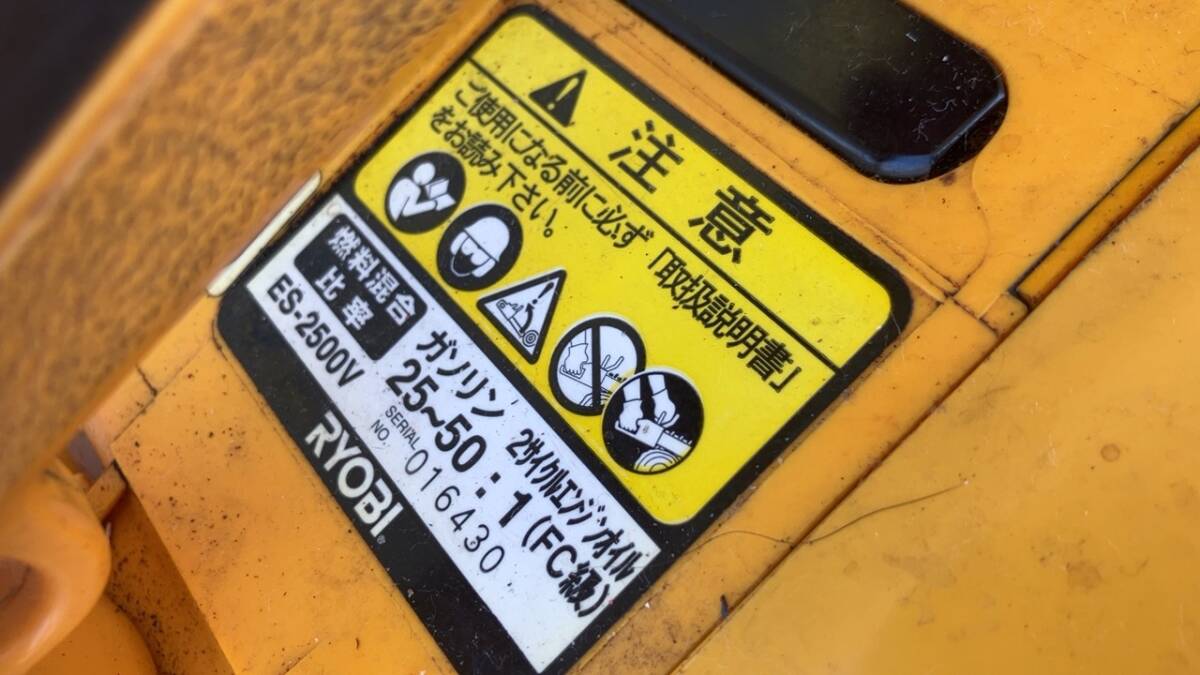 注意
ご使用になる前に必ず「取扱説明書」
をお読み下さい。
燃料混合
比率
ガソリン : 2サイクルエンジンオイル
25~50 : 1 (FC級)
ES-2500V
SERIAL
NO. 016430
RYOBI®